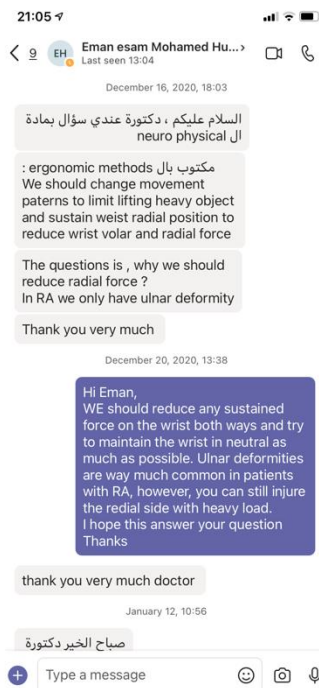 21:05
9
EH
Eman esam Mohamed Hu...
Last seen 13:04
December 16, 2020, 18:03
السلام عليكم ، دكتورة عندي سؤال بمادة
ال neuro physical
مكتوب بال ergonomic methods :
We should change movement
paterns to limit lifting heavy object
and sustain weist radial position to
reduce wrist volar and radial force
The questions is , why we should
reduce radial force ?
In RA we only have ulnar deformity
Thank you very much
December 20, 2020, 13:38
Hi Eman,
WE should reduce any sustained
force on the wrist both ways and try
to maintain the wrist in neutral as
much as possible. Ulnar deformities
are way much common in patients
with RA, however, you can still injure
the redial side with heavy load.
I hope this answer your question
Thanks
thank you very much doctor
January 12, 10:56
صباح الخير دكتورة
Type a message